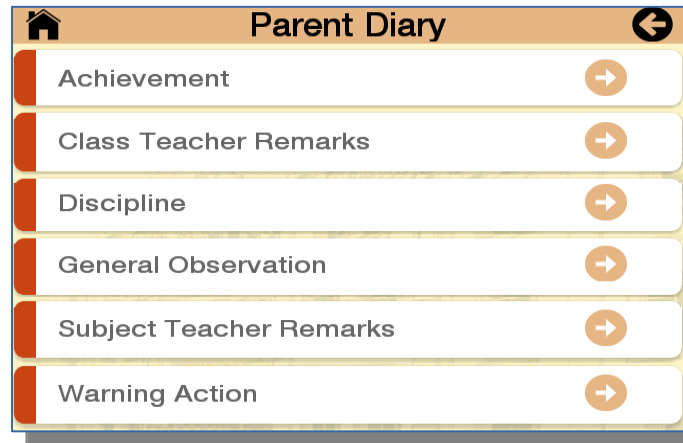 Parent Diary
Achievement
Class Teacher Remarks
Discipline
General Observation
Subject Teacher Remarks
Warning Action